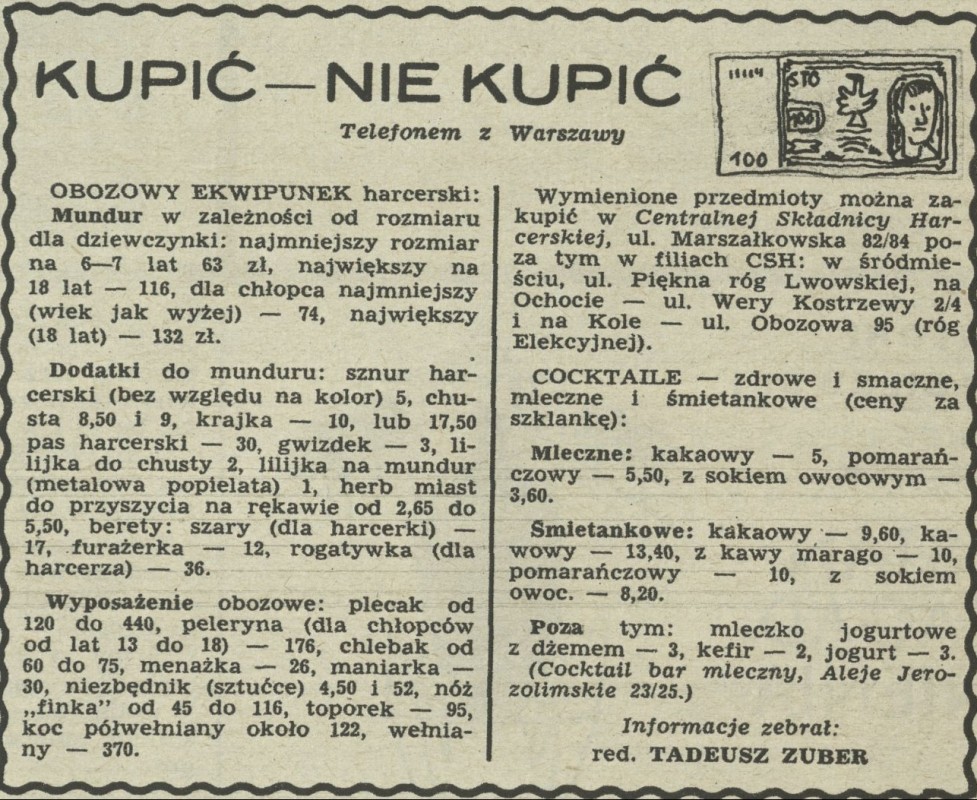 KUPIĆ — NIE KUPIĆ
Telefonem z Warszawy
STO
100
100
OBOZOWY EKWIPUNEK harcerski:
Mundur w zależności od rozmiaru
dla dziewczynki: najmniejszy rozmiar
na 6—7 lat 63 zł, największy na
18 lat — 116, dla chłopca najmniejszy
(wiek jak wyżej) — 74, największy
(18 lat) — 132 zł.
Dodatki do munduru: sznur har-
cerski (bez względu na kolor) 5, chu-
sta 8,50 i 9, krajka — 10, lub 17,50
pas harcerski — 30, gwizdek — 3, li-
lijka do chusty 2, lilijka na mundur
(metalowa popielata) 1, herb miast
do przyszycia na rękawie od 2,65 do
5,50, berety: szary (dla harcerki) —
17, furażerka — 12, rogatywka (dla
harcerza) — 36.
Wyposażenie obozowe: plecak od
120 do 440, peleryna (dla chłopców
od lat 13 do 18) — 176, chlebak od
60 do 75, menażka — 26, maniarka —
30, niezbędnik (sztućce) 4,50 i 52, nóż
„finka" od 45 do 116, toporek — 95,
koc półwełniany około 122, wełnia-
ny — 370.
Wymienione przedmioty można za-
kupić w Centralnej Składnicy Har-
cerskiej, ul. Marszałkowska 82/84 po-
za tym w filiach CSH: w śródmie-
ściu, ul. Piękna róg Lwowskiej, na
Ochocie — ul. Wery Kostrzewy 2/4
i na Kole — ul. Obozowa 95 (róg
Elekcyjnej).
COCKTAILE — zdrowe i smaczne,
mleczne i śmietankowe (ceny za
szklankę):
Mleczne: kakaowy — 5, pomarań-
czowy — 5,50, z sokiem owocowym —
3,60.
Śmietankowe: kakaowy — 9,60, ka-
wowy — 13,40, z kawy marago — 10,
pomarańczowy — 10, z sokiem
owoc. — 8,20.
Poza tym: mleczko jogurtowe
z dżemem — 3, kefir — 2, jogurt — 3.
(Cocktail bar mleczny, Aleje Jero-
zolimskie 23/25.)
Informacje zebrał:
red. TADEUSZ ZUBER